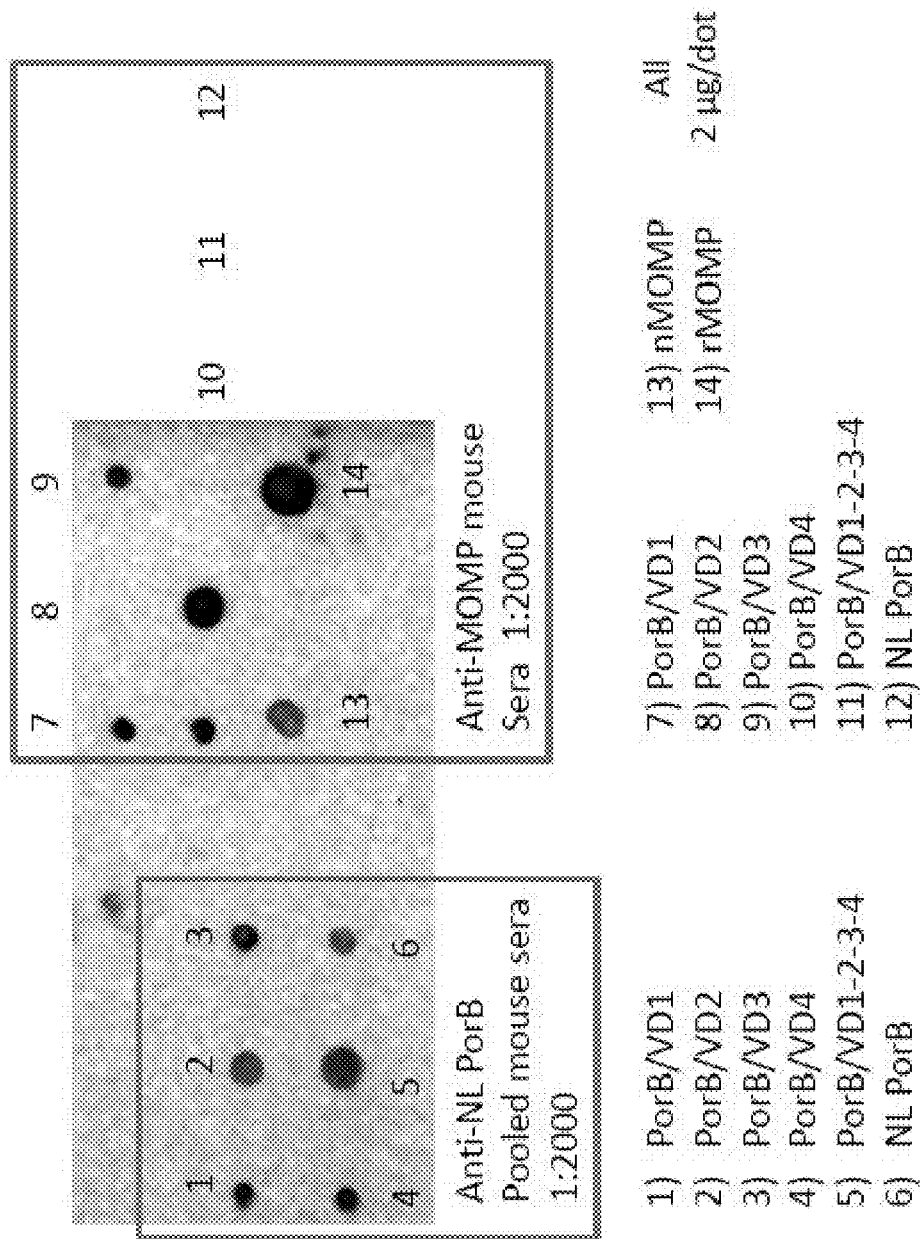 1 2 3
4 5 6
Anti-NL PorB
Pooled mouse sera
1:2000
7 8 9
10 11 12
13 14
Anti-MOMP mouse
Sera 1:2000
1) PorB/VD1
2) PorB/VD2
3) PorB/VD3
4) PorB/VD4
5) PorB/VD1-2-3-4
6) NL PorB
7) PorB/VD1
8) PorB/VD2
9) PorB/VD3
10) PorB/VD4
11) PorB/VD1-2-3-4
12) NL PorB
13) nMOMP
14) rMOMP
All
2 µg/dot